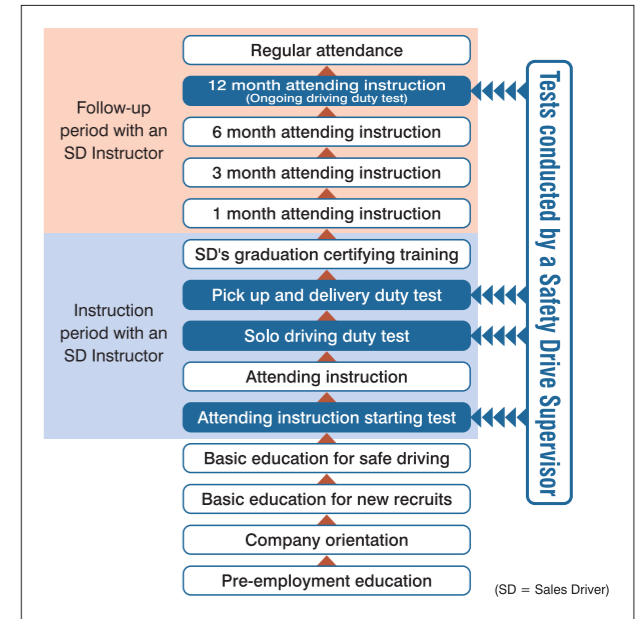 Regular attendance
12 month attending instruction
(Ongoing driving duty test)
Follow-up
period with an
SD Instructor
6 month attending instruction
3 month attending instruction
1 month attending instruction
SD's graduation certifying training
Pick up and delivery duty test
Instruction
period with an
SD Instructor
Solo driving duty test
Attending instruction
Attending instruction starting test
Basic education for safe driving
Basic education for new recruits
Company orientation
Pre-employment education
Tests conducted by a Safety Drive Supervisor
(SD = Sales Driver)